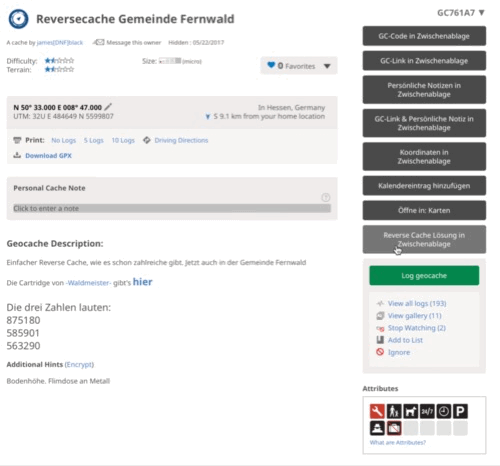 Reversecache Gemeinde Fernwald
GC761A7 ▼
A cache by james[DNF]black
Message this owner
Hidden : 05/22/2017
Difficulty:
Size: (micro)
Terrain:
0 Favorites
N 50° 33.000 E 008° 47.000
UTM: 32U E 484649 N 5599807
In Hessen, Germany
S 9.1 km from your home location
Print: No Logs 5 Logs 10 Logs Driving Directions
Download GPX
Personal Cache Note
Click to enter a note
Geocache Description:
Einfacher Reverse Cache, wie es schon zahlreiche gibt. Jetzt auch in der Gemeinde Fernwald
Die Cartridge von -Waldmeister- gibt's hier
Die drei Zahlen lauten:
875180
585901
563290
Additional Hints (Encrypt)
Bodenhöhe. Flimdose an Metall
GC-Code in Zwischenablage
GC-Link in Zwischenablage
Persönliche Notizen in
Zwischenablage
GC-Link & Persönliche Notiz in
Zwischenablage
Koordinaten in
Zwischenablage
Kalendereintrag hinzufügen
Öffne in: Karten
Reverse Cache Lösung in
Zwischenablage
Log geocache
View all logs (193)
View gallery (11)
Stop Watching (2)
Add to List
Ignore
Attributes
24/7 P
What are Attributes?